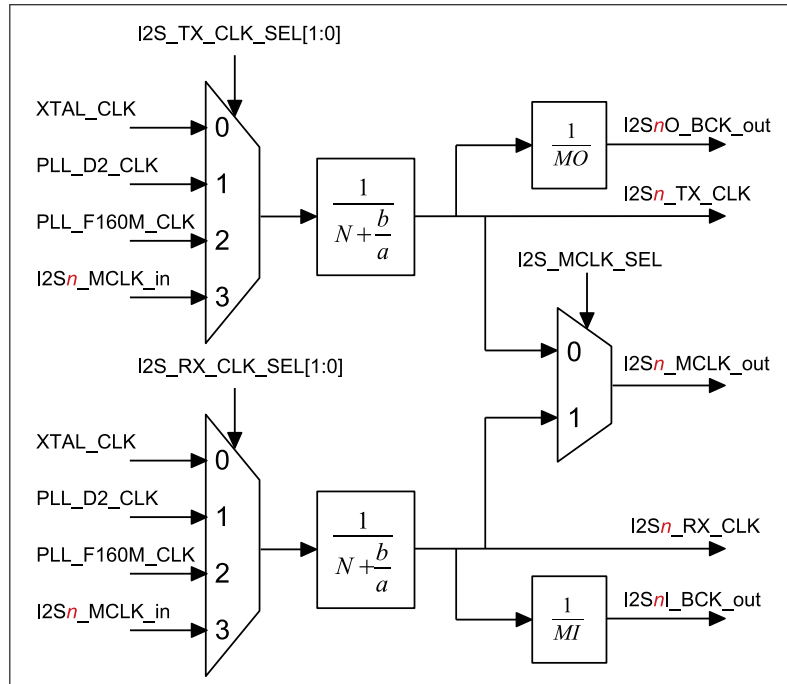 I2S_TX_CLK_SEL[1:0]
XTAL_CLK
0
PLL_D2_CLK
1
PLL_F160M_CLK
2
I2Sn_MCLK_in
3
1
N+b
a
1
MO
I2SnO_BCK_out
I2Sn_TX_CLK
I2S_MCLK_SEL
0
1
I2Sn_MCLK_out
I2S_RX_CLK_SEL[1:0]
XTAL_CLK
0
PLL_D2_CLK
1
PLL_F160M_CLK
2
I2Sn_MCLK_in
3
1
N+b
a
I2Sn_RX_CLK
1
MI
I2SnI_BCK_out